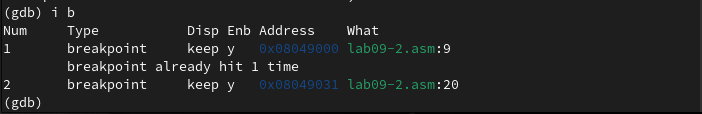 (gdb) i b
Num     Type           Disp Enb Address    What
1       breakpoint     keep y   0x08049000 lab09-2.asm:9
        breakpoint already hit 1 time
2       breakpoint     keep y   0x08049031 lab09-2.asm:20
(gdb)